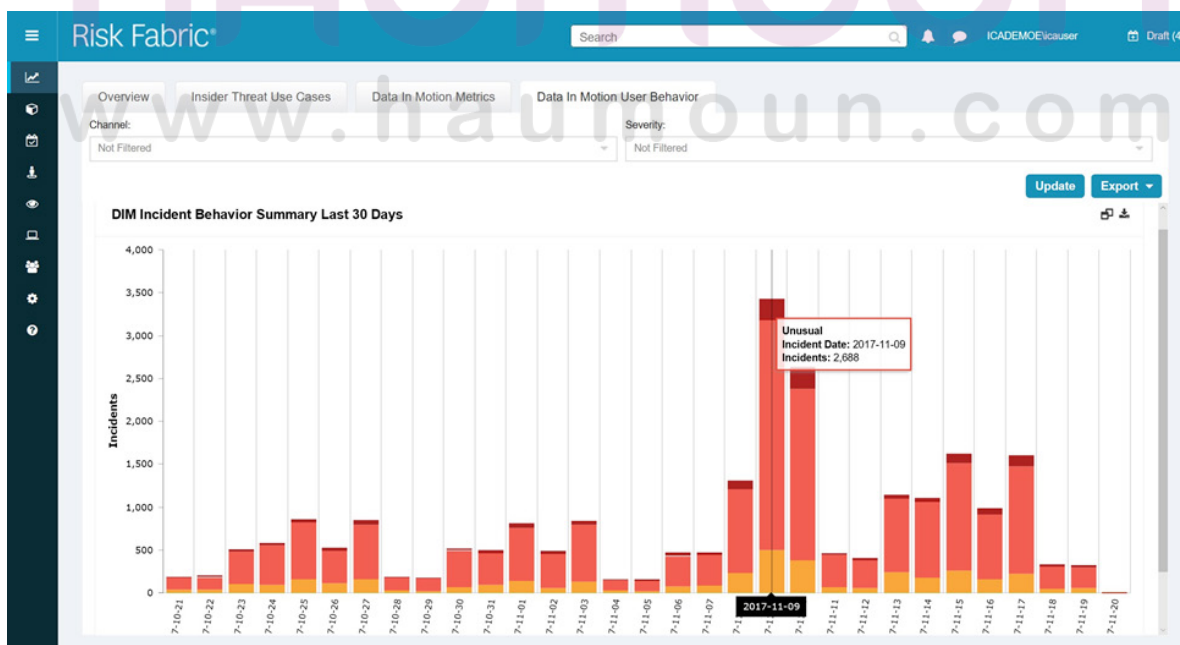 Risk Fabric®
Search
ICADEMOE\icauser
Draft (4
www.haumoun.com
Overview
Insider Threat Use Cases
Data In Motion Metrics
Data In Motion User Behavior
Channel:
Severity:
Not Filtered
Not Filtered
Update
Export
DIM Incident Behavior Summary Last 30 Days
4,000
3,500
3,000
2,500
2,000
1,500
1,000
500
0
Incidents
Unusual
Incident Date: 2017-11-09
Incidents: 2,688
7-10-21
7-10-22
7-10-23
7-10-24
7-10-25
7-10-26
7-10-27
7-10-28
7-10-29
7-10-30
7-10-31
7-11-01
7-11-02
7-11-03
7-11-04
7-11-05
7-11-06
7-11-07
2017-11-09
7-11-11
7-11-12
7-11-13
7-11-14
7-11-15
7-11-16
7-11-17
7-11-18
7-11-19
7-11-20